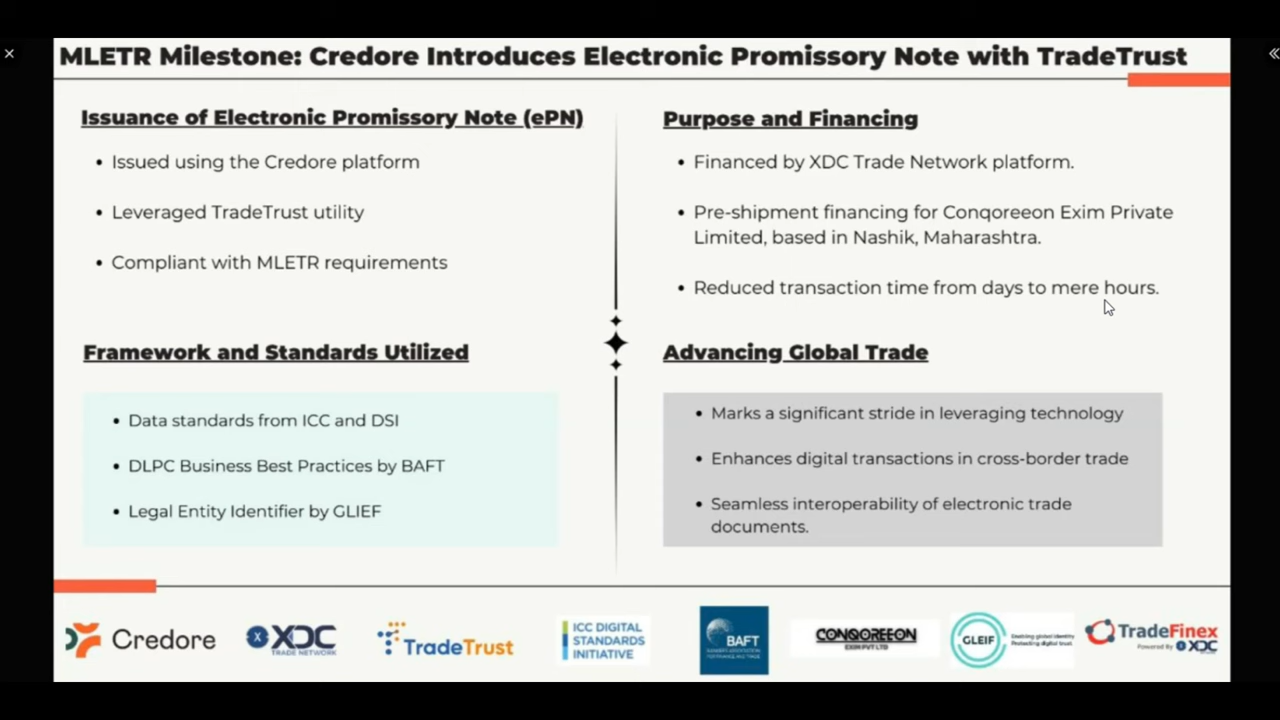 MLETR Milestone: Credore Introduces Electronic Promissory Note with TradeTrust
Issuance of Electronic Promissory Note (ePN)
• Issued using the Credore platform
• Leveraged TradeTrust utility
• Compliant with MLETR requirements
Purpose and Financing
• Financed by XDC Trade Network platform.
• Pre-shipment financing for Conqoreeon Exim Private
Limited, based in Nashik, Maharashtra.
• Reduced transaction time from days to mere hours.
Framework and Standards Utilized
• Data standards from ICC and DSI
• DLPC Business Best Practices by BAFT
• Legal Entity Identifier by GLIEF
Advancing Global Trade
• Marks a significant stride in leveraging technology
• Enhances digital transactions in cross-border trade
• Seamless interoperability of electronic trade
documents.
Credore
XDC
TRADE NETWORK
TradeTrust
ICC DIGITAL
STANDARDS
INITIATIVE
BAFT
CONQOREEON
EXIM PVT LTD
GLEIF
Enabling global identity
Protecting digital trust
TradeFinex
Powered By XDC